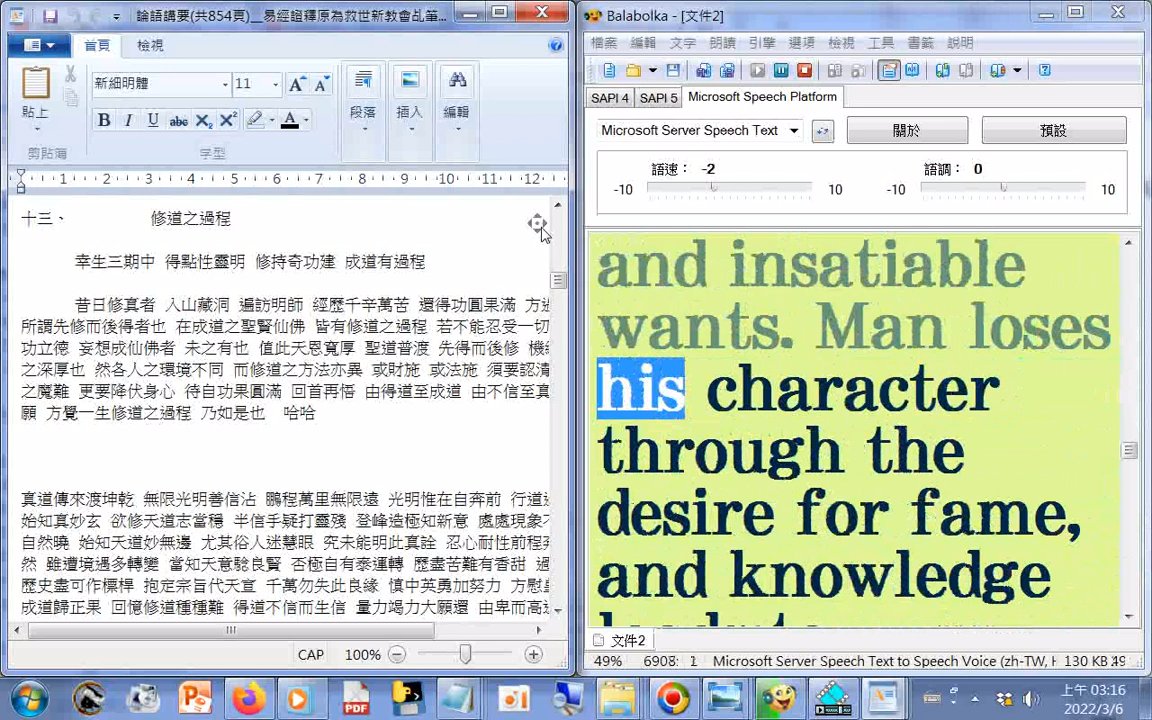 論語講要(共854頁)__易經證釋原為救世新教會乩筆...
首頁
檢視
新細明體
11
貼上
剪貼簿
字型
段落
插入
編輯
1 2 3 4 5 6 7 8 9 10 11 12
十三、 修道之過程
幸生三期中 得點性靈明 修持奇功建 成道有過程
昔日修真者 入山藏洞 遍訪明師 經歷千辛萬苦 還得功圓果滿 方
所謂先修而後得者也 在成道之聖賢仙佛 皆有修道之過程 若不能忍受一切
功立德 妄想成仙佛者 未之有也 值此天恩寬厚 聖道普渡 先得而後修 機
之深厚也 然各人之環境不同 而修道之方法亦異 或財施 或法施 須要認清
之魔難 更要降伏身心 待自功果圓滿 回首再悟 由得道至成道 由不信至真
願 方覺一生修道之過程 乃如是也 哈哈
真道傳來渡坤乾 無限光明善信沾 鵬程萬里無限遠 光明惟在自奔前 行道
始知真妙玄 欲修天道志當穩 半信半疑打靈殘 登峰造極知新意 處處現象
自然曉 始知天道妙無邊 尤其俗人迷慧眼 究未能明此真詮 忍心耐性前程
然 雖遭境遇多轉變 當知天意驗良賢 否極自有泰運轉 歷盡苦難有香甜
歷史盡可作標桿 抱定宗旨代天宣 千萬勿失此良緣 慎中英勇加努力 方慰
成道歸正果 回憶修道種種難 得道不信而生信 量力竭力大願還 由卑而高
CAP 100%
Balabolka - [文件2]
檔案 編輯 文字 朗讀 引擎 選項 檢視 工具 書籤 說明
SAPI 4 SAPI 5 Microsoft Speech Platform
Microsoft Server Speech Text
關於
預設
語速: -2
語調: 0
-10 10 -10 10
and insatiable
wants. Man loses
his character
through the
desire for fame,
and knowledge
文件2
49% 6908: 1 Microsoft Server Speech Text to Speech Voice (zh-TW, H 130 KB
上午 03:16
2022/3/6